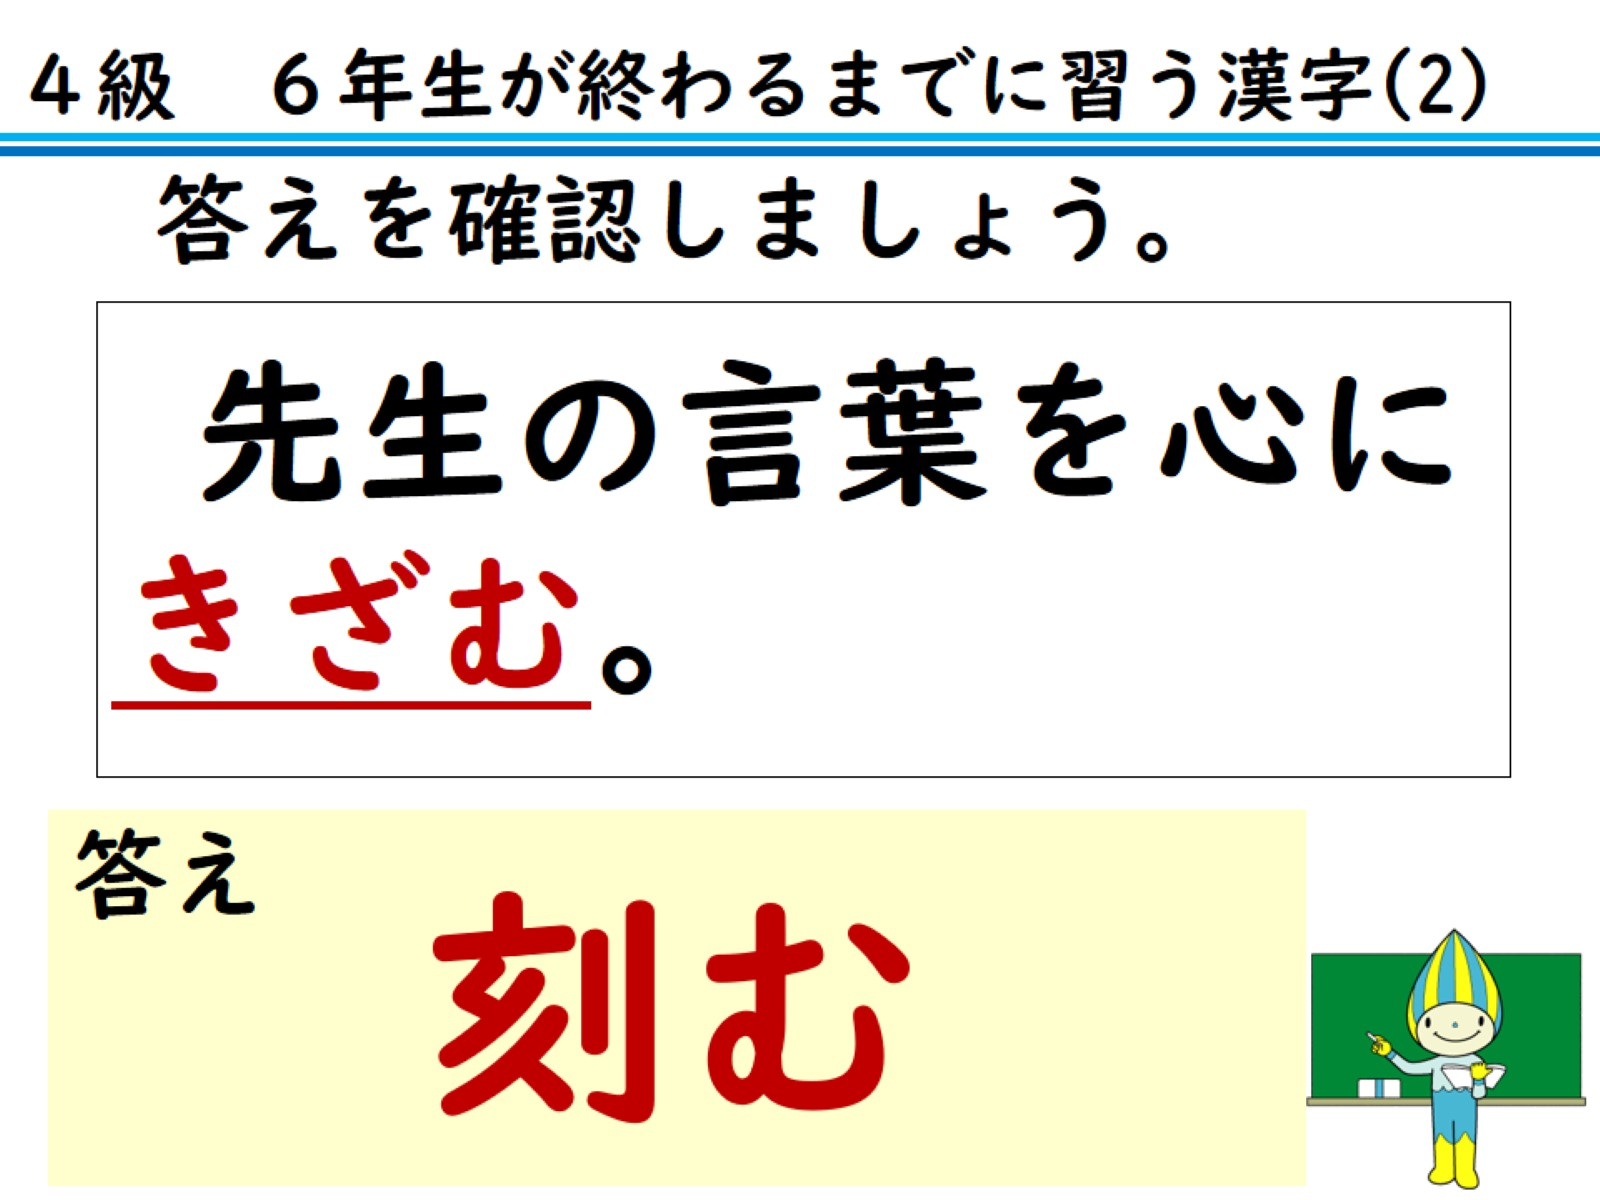 ４級　６年生が終わるまでに習う漢字(2)
答えを確認しましょう。
先生の言葉を心に
きざむ。
答え
刻む